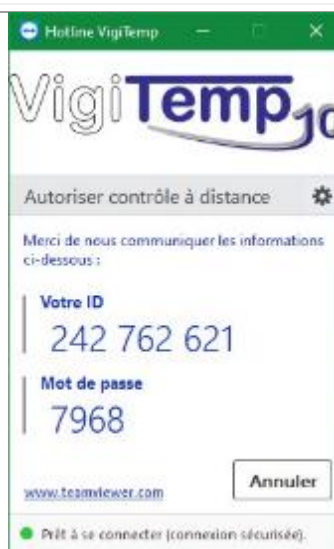 Hotline VigiTemp
VigiTemp10
Autoriser contrôle à distance
Merci de nous communiquer les informations
ci-dessous :
Votre ID
242 762 621
Mot de passe
7968
Annuler
www.teamviewer.com
Prêt à se connecter (connexion sécurisée).